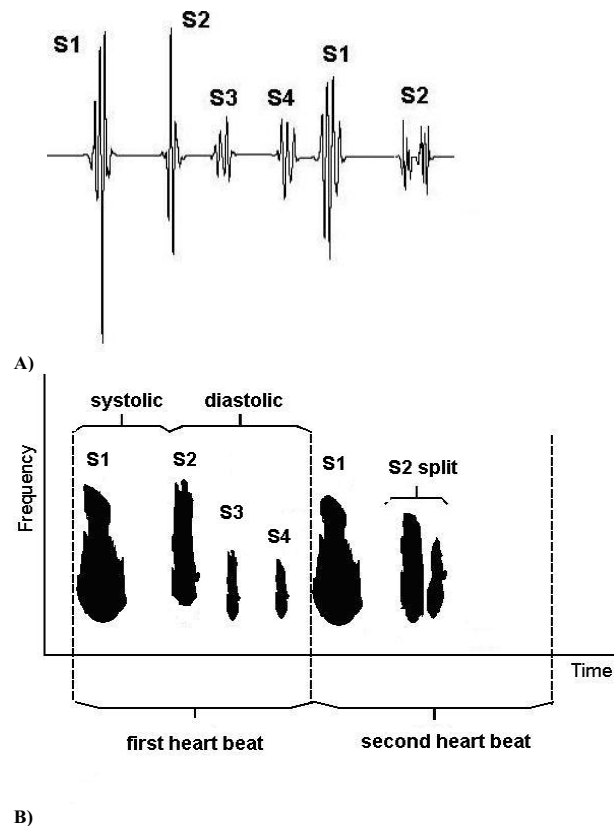 S1 S2 S3 S4 S1 S2
A)
systolic diastolic
S1 S2 S3 S4 S1 S2 split
Frequency
Time
first heart beat second heart beat
B)